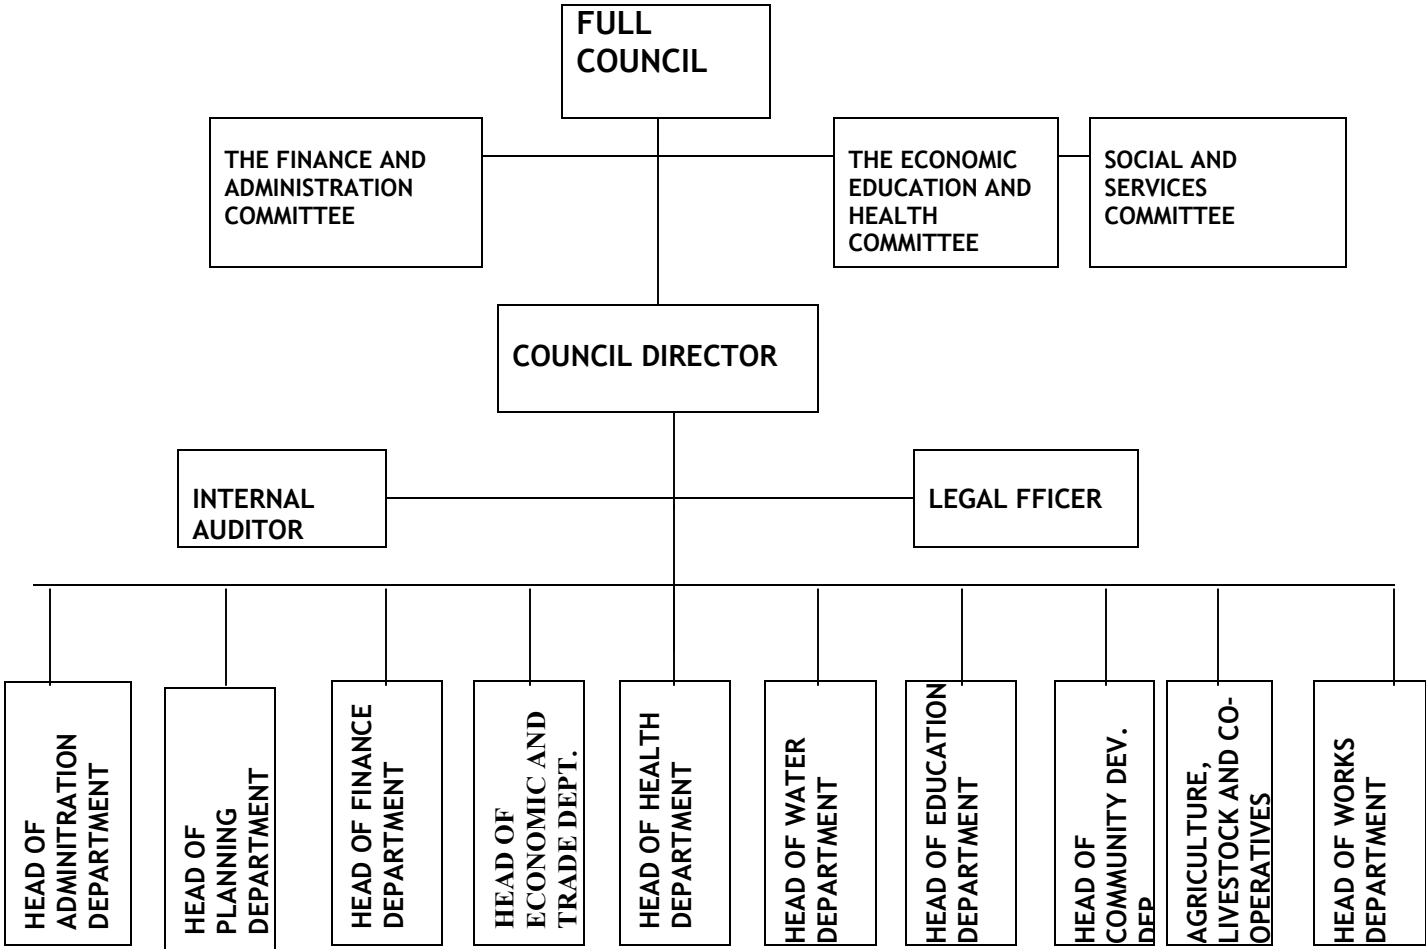 FULL
COUNCIL
THE FINANCE AND
ADMINISTRATION
COMMITTEE
THE ECONOMIC
EDUCATION AND
HEALTH
COMMITTEE
SOCIAL AND
SERVICES
COMMITTEE
COUNCIL DIRECTOR
INTERNAL
AUDITOR
LEGAL FFICER
HEAD OF
ADMINITRATION
DEPARTMENT
HEAD OF
PLANNING
DEPARTMENT
HEAD OF FINANCE
DEPARTMENT
HEAD OF
ECONOMIC AND
TRADE DEPT.
HEAD OF HEALTH
DEPARTMENT
HEAD OF WATER
DEPARTMENT
HEAD OF EDUCATION
DEPARTMENT
HEAD OF
COMMUNITY DEV.
DEP
AGRICULTURE,
LIVESTOCK AND CO-
OPERATIVES
HEAD OF WORKS
DEPARTMENT